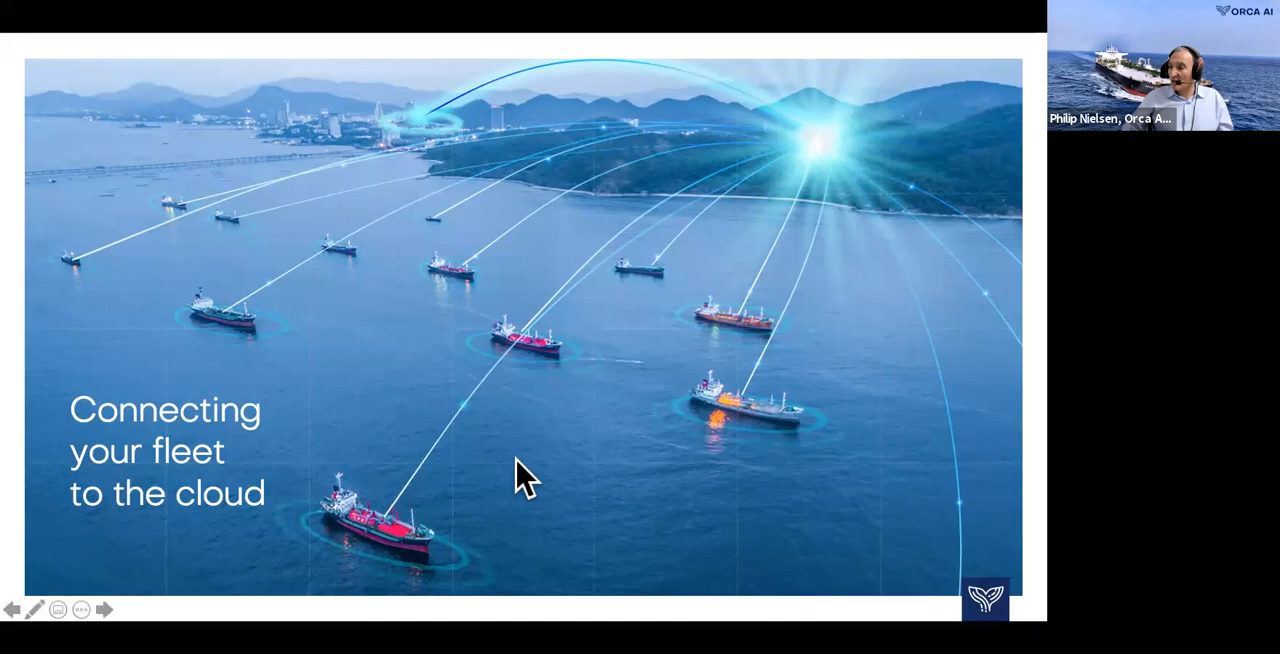 Connecting
your fleet
to the cloud
ORCA AI
Philip Nielsen, Orca A...